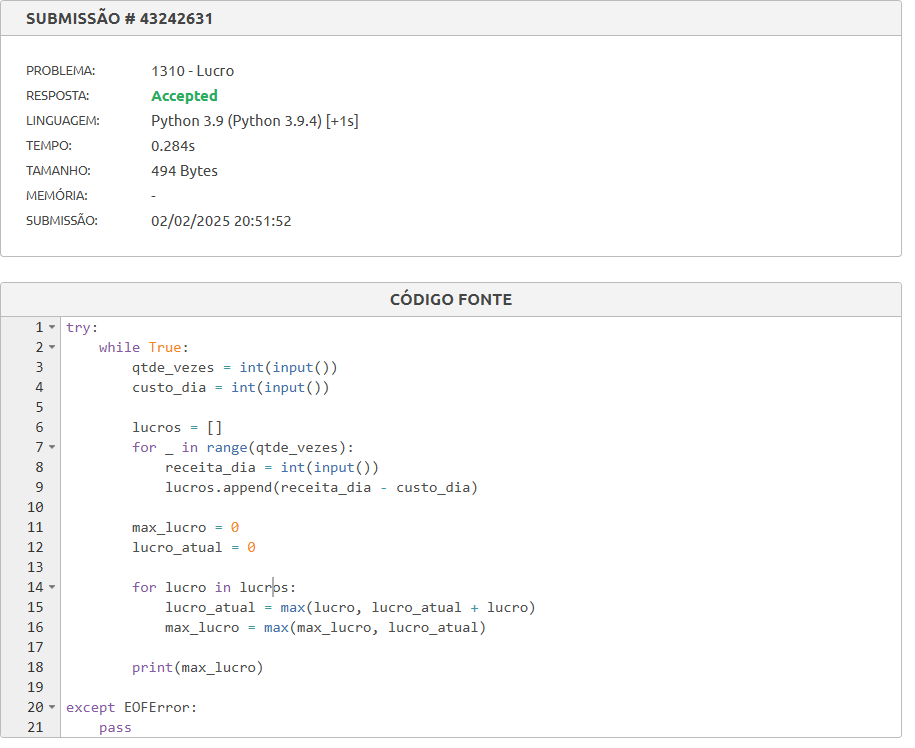 SUBMISSÃO # 43242631
PROBLEMA: 1310 - Lucro
RESPOSTA: Accepted
LINGUAGEM: Python 3.9 (Python 3.9.4) [+1s]
TEMPO: 0.284s
TAMANHO: 494 Bytes
MEMÓRIA: -
SUBMISSÃO: 02/02/2025 20:51:52
CÓDIGO FONTE
1 try:
2     while True:
3         qtde_vezes = int(input())
4         custo_dia = int(input())
5
6         lucros = []
7         for _ in range(qtde_vezes):
8             receita_dia = int(input())
9             lucros.append(receita_dia - custo_dia)
10
11         max_lucro = 0
12         lucro_atual = 0
13
14         for lucro in lucros:
15             lucro_atual = max(lucro, lucro_atual + lucro)
16             max_lucro = max(max_lucro, lucro_atual)
17
18         print(max_lucro)
19
20 except EOFError:
21     pass